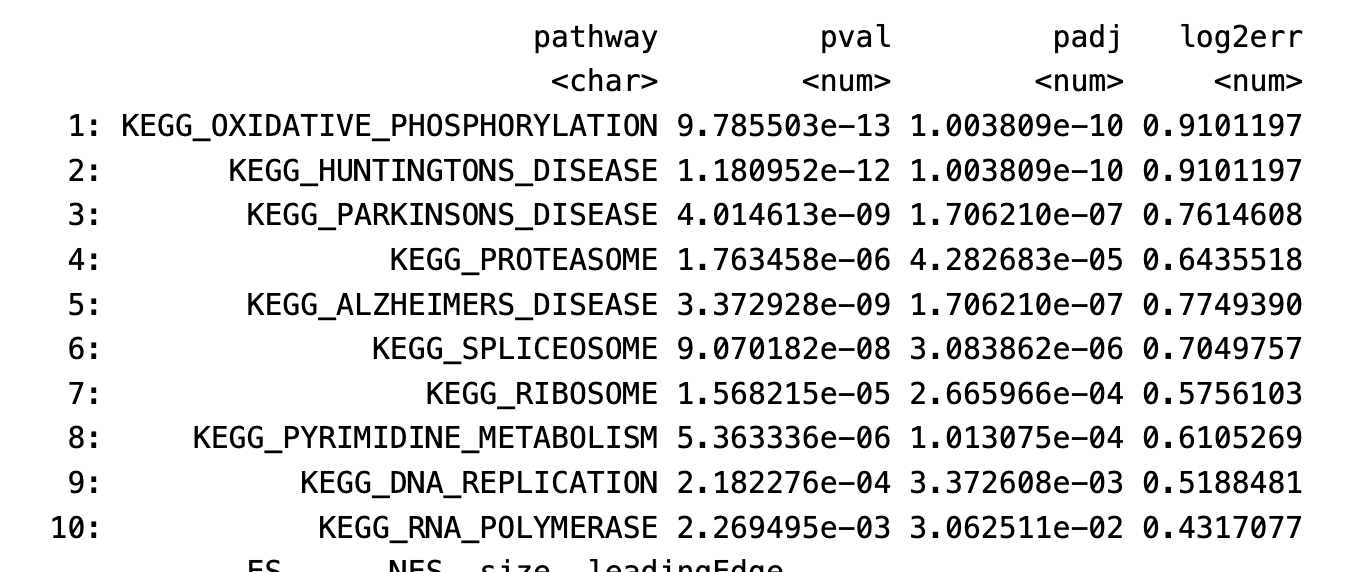 pathway pval padj log2err
<char> <num> <num> <num>
1: KEGG_OXIDATIVE_PHOSPHORYLATION 9.785503e-13 1.003809e-10 0.9101197
2: KEGG_HUNTINGTONS_DISEASE 1.180952e-12 1.003809e-10 0.9101197
3: KEGG_PARKINSONS_DISEASE 4.014613e-09 1.706210e-07 0.7614608
4: KEGG_PROTEASOME 1.763458e-06 4.282683e-05 0.6435518
5: KEGG_ALZHEIMERS_DISEASE 3.372928e-09 1.706210e-07 0.7749390
6: KEGG_SPLICEOSOME 9.070182e-08 3.083862e-06 0.7049757
7: KEGG_RIBOSOME 1.568215e-05 2.665966e-04 0.5756103
8: KEGG_PYRIMIDINE_METABOLISM 5.363336e-06 1.013075e-04 0.6105269
9: KEGG_DNA_REPLICATION 2.182276e-04 3.372608e-03 0.5188481
10: KEGG_RNA_POLYMERASE 2.269495e-03 3.062511e-02 0.4317077
ES NES size leadingEdge